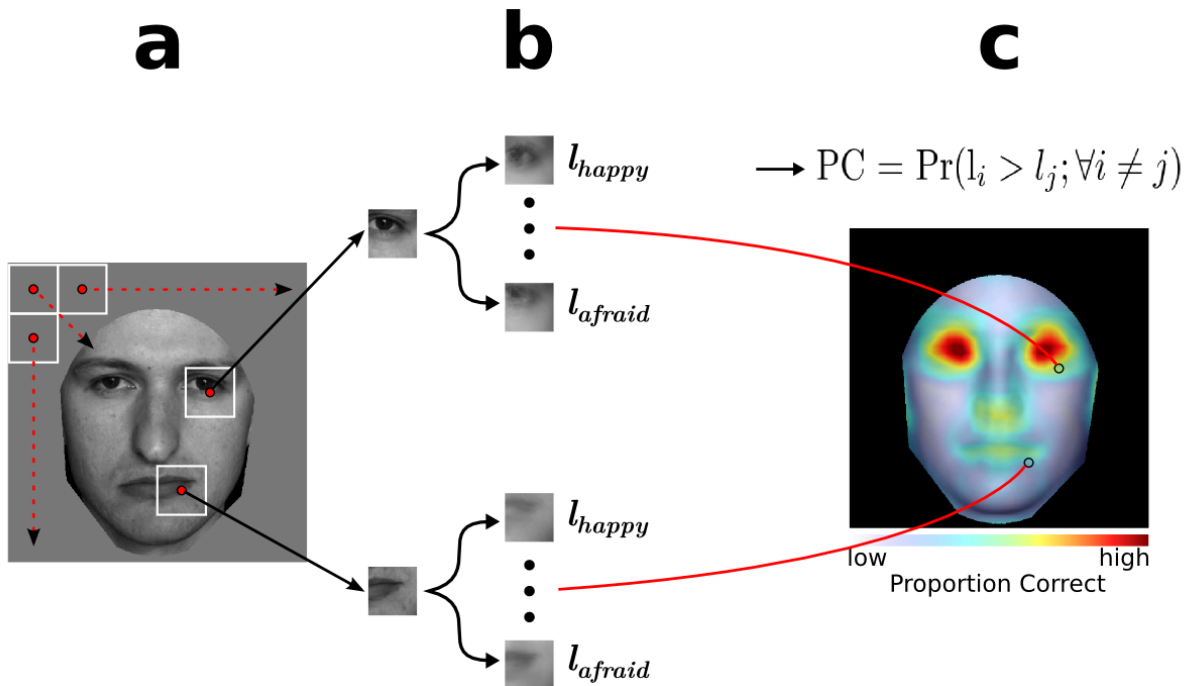 a
b
c
l_happy
l_afraid
→ PC = Pr(l_i > l_j; ∀i ≠ j)
l_happy
l_afraid
low
high
Proportion Correct